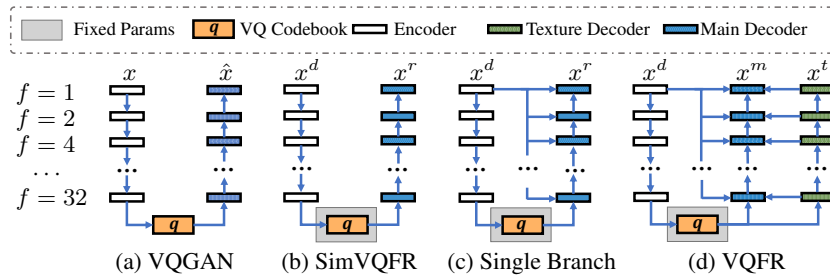 Fixed Params q VQ Codebook Encoder Texture Decoder Main Decoder
x x̂ x^d x^r x^d x^r x^d x^m x^t
f = 1
f = 2
f = 4
...
f = 32
q q q q
(a) VQGAN (b) SimVQFR (c) Single Branch (d) VQFR